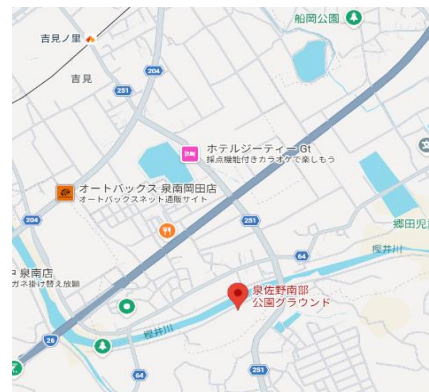 船岡公園
吉見ノ里
204
吉見
251
ホテルジーティー Gt
採点機能付きカラオケで楽しもう
オートバックス 泉南岡田店
オートバックスネット通販サイト
204
251
郷田児
64
樫井川
泉南店
ガネ掛け替え放題
泉佐野南部
公園グラウンド
26
樫井川
64
251